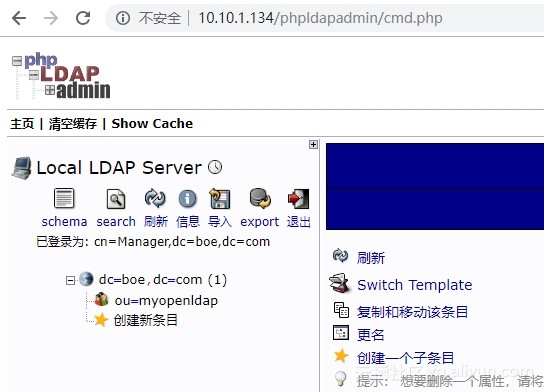 不安全 | 10.10.1.134/phpldapadmin/cmd.php
php
LDAP
admin
主页 | 清空缓存 | Show Cache
Local LDAP Server
schema search 刷新 信息 导入 export 退出
已登录为: cn=Manager,dc=boe,dc=com
dc=boe,dc=com (1)
ou=myopenldap
创建新条目
刷新
Switch Template
复制和移动该条目
更名
创建一个子条目
提示: 想要删除一个属性，请将